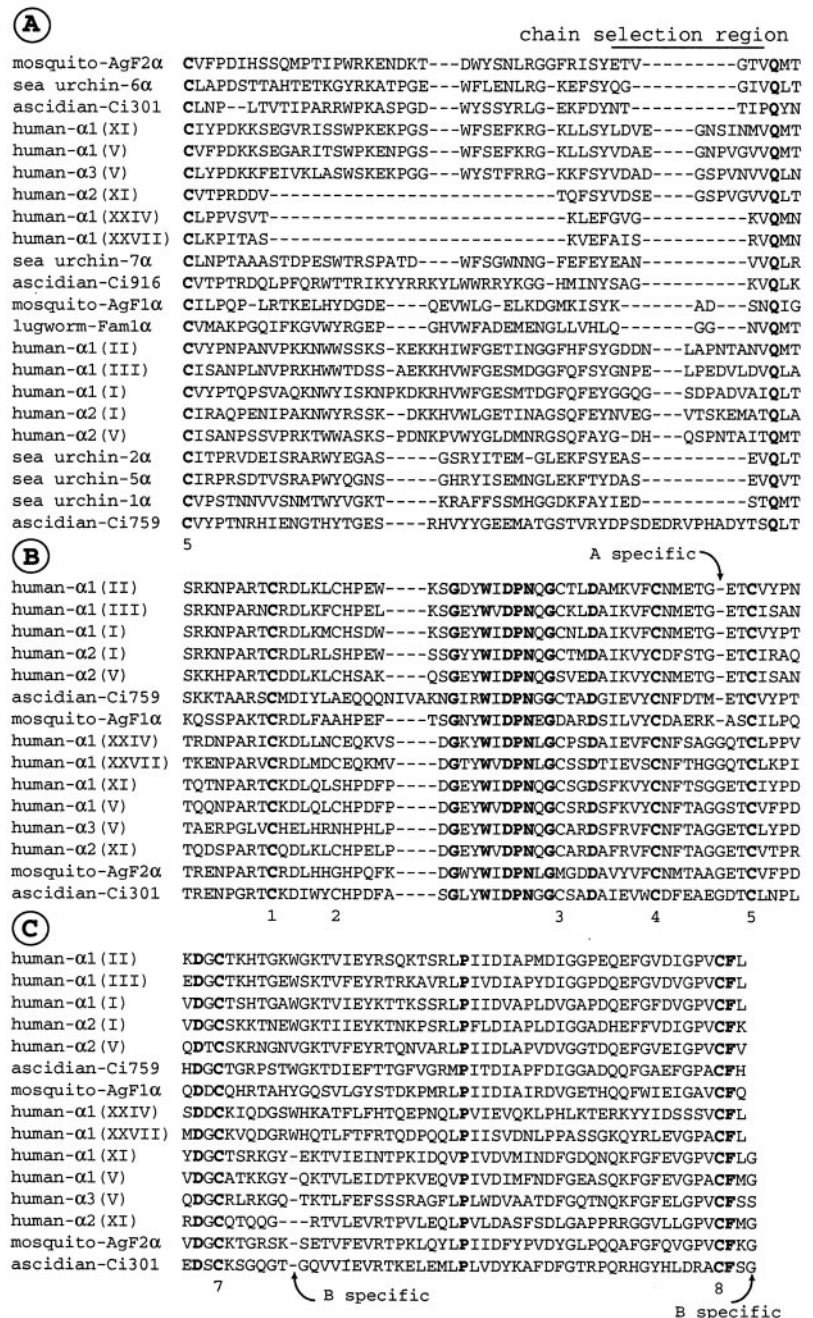 A
chain selection region
mosquito-AgF2α CVFPDIHSSQMPTIPWRKENDKT---DWYSNLRGGFRISYETV---------GTVQMT
sea urchin-6α CLAPDSTTAHTETKGYRKATPGE---WFLENLRG-KEFSYQG----------GIVQLT
ascidian-Ci301 CLNP--LTVTIPARRWPKASPGD---WYSSYRLG-EKFDYNT----------TIPQYN
human-α1(XI) CIYPDKKSEGVRISSWPKEKPGS---WFSEFKRG-KLLSYLDVE----GNSINMVQMT
human-α1(V) CVFPDKKSEGARITSWPKENPGS---WFSEFKRG-KLLSYVDAE----GNPVGVVQMT
human-α3(V) CLYPDKKFEIVKLASWSKEKPGG---WYSTFRRG-KKFSYVDAD----GSPVNVVQLN
human-α2(XI) CVTPRDDV---------------------------TQFSYVDSE----GSPVGVVQLT
human-α1(XXIV) CLPPVSVT----------------------------KLEFGVG----------KVQMN
human-α1(XXVII) CLKPITAS----------------------------KVEFAIS----------RVQMN
sea urchin-7α CLNPTAAASTDPESWTRSPATD----WFSGWNNG-FEFEYEAN----------VVQLR
ascidian-Ci916 CVTPTRDQLPFQRWTTRIKYYRRKYLWWRRYKGG-HMINYSAG----------KVQLK
mosquito-AgF1α CILPQP-LRTKELHYDGDE----QEVWLG-ELKDGMKISYK-------AD---SNQIG
lugworm-Fam1α CVMAKPGQIFKGVWYRGEP----GHVWFADEMENGLLVHLQ-------GG---NVQMT
human-α1(II) CVYPNPANVPKKNWWSSKS-KEKKHIWFGETINGGFHFSYGDDN---LAPNTANVQMT
human-α1(III) CISANPLNVPRKHWWTDSS-AEKKHVWFGESMDGGFQFSYGNPE---LPEDVLDVQLA
human-α1(I) CVYPTQPSVAQKNWYISKNPKDKRHVWFGESMTDGFQFEYGGQG---SDPADVAIQLT
human-α2(I) CIRAQPENIPAKNWYRSSK--DKKHVWLGETINAGSQFEYNVEG---VTSKEMATQLA
human-α2(V) CISANPSSVPRKTWWASKS-PDNKPVWYGLDMNRGSQFAYG-DH---QSPNTAITQMT
sea urchin-2α CITPRVDEISRARWYEGAS-----GSRYITEM-GLEKFSYEAS----------EVQLT
sea urchin-5α CIRPRSDTVSRAPWYQGNS-----GHRYISEMNGLEKFTYDAS----------EVQVT
sea urchin-1α CVPSTNNVVSNMTWYVGKT-----KRAFFSSMHGGDKFAYIED----------STQMT
ascidian-Ci759 CVYPTNRHIENGTHYTGES----RHVYYGEEMATGSTVRYDPSDEDRVPHADYTSQLT
5
B
A specific
human-α1(II) SRKNPARTCRDLKLCHPEW----KSGDYWIDPNQGCTLDAMKVFCNMETG-ETCVYPN
human-α1(III) SRKNPARNCRDLKFCHPEL----KSGEYWVDPNQGCKLDAIKVFCNMETG-ETCISAN
human-α1(I) SRKNPARTCRDLKMCHSDW----KSGEYWIDPNQGCNLDAIKVFCNMETG-ETCVYPT
human-α2(I) SRKNPARTCRDLRLSHPEW----SSGYYWIDPNQGCTMDAIKVYCDFSTG-ETCIRAQ
human-α2(V) SKKHPARTCDDLKLCHSAK----QSGEYWIDPNQGSVEDAIKVYCNMETG-ETCISAN
ascidian-Ci759 SKKTAARSCMDIYLAEQQQNIVAKNGIRWIDPNGGCTADGIEVYCNFDTM-ETCVYPT
mosquito-AgF1α KQSSPAKTCRDLFAAHPEF----TSGNYWIDPNEGDARDSILVYCDAERK-ASCILPQ
human-α1(XXIV) TRDNPARICKDLLNCEQKVS----DGKYWIDPNLGCPSDAIEVFCNFSAGGQTCLPPV
human-α1(XXVII) TKENPARVCRDLMDCEQKMV----DGTYWVDPNLGCSSDTIEVSCNFTHGGQTCLKPI
human-α1(XI) TQTNPARTCKDLQLSHPDFP----DGEYWIDPNQGCSGDSFKVYCNFTSGGETCIYPD
human-α1(V) TQQNPARTCKDLQLCHPDFP----DGEYWVDPNQGCSRDSFKVYCNFTAGGSTCVFPD
human-α3(V) TAERPGLVCHELHRNHPHLP----DGEYWIDPNQGCARDSFRVFCNFTAGGETCLYPD
human-α2(XI) TQDSPARTCQDLKLCHPELP----DGEYWVDPNQGCARDAFRVFCNFTAGGETCVTPR
mosquito-AgF2α TRENPARTCRDLHHGHPQFK----DGWYWIDPNLGMGDDAVYVFCNMTAAGETCVFPD
ascidian-Ci301 TRENPGRTCKDIWYCHPDFA----SGLYWIDPNGGCSADAIEVWCDFEAEGDTCLNPL
1 2 3 4 5
C
human-α1(II) KDGCTKHTGKWGKTVIEYRSQKTSRLPIIDIAPMDIGGPEQEFGVDIGPVCFL
human-α1(III) EDGCTKHTGEWSKTVFEYRTRKAVRLPIVDIAPYDIGGPDQEFGVDVGPVCFL
human-α1(I) VDGCTSHTGAWGKTVIEYKTTKSSRLPIIDVAPLDVGAPDQEFGFDVGPVCFL
human-α2(I) VDGCSKKTNEWGKTIIEYKTNKPSRLPFLDIAPLDIGGADHEFFVDIGPVCFK
human-α2(V) QDTCSKRNGNVGKTVFEYRTQNVARLPIIDLAPVDVGGTDQEFGVEIGPVCFV
ascidian-Ci759 HDGCTGRPSTWGKTDIEFTTGFVGRMPITDIAPFDIGGADQQFGAEFGPACFH
mosquito-AgF1α QDDCQHRTAHYGQSVLGYSTDKPMRLPIIDIAIRDVGETHQQFWIEIGAVCFQ
human-α1(XXIV) SDDCKIQDGSWHKATFLFHTQEPNQLPVIEVQKLPHLKTERKYYIDSSSVCFL
human-α1(XXVII) MDGCKVQDGRWHQTLFTFRTQDPQQLPIISVDNLPPASSGKQYRLEVGPACFL
human-α1(XI) YDGCTSRKGY-EKTVIEINTPKIDQVPIVDVMINDFGDQNQKFGFEVGPVCFLG
human-α1(V) VDGCATKKGY-QKTVLEIDTPKVEQVPIVDIMFNDFGEASQKFGFEVGPACFMG
human-α3(V) QDGCRLRKGQ-TKTLFEFSSSRAGFLPLWDVAATDFGQTNQKFGFELGPVCFSS
human-α2(XI) RDGCQTQQG---RTVLEVRTPVLEQLPVLDASFSDLGAPPRRGGVLLGPVCFMG
mosquito-AgF2α VDGCKTGRSK-SETVFEVRTPKLQYLPIIDFYPVDYGLPQQAFGFQVGPVCFKG
ascidian-Ci301 EDSCKSGQGT-GQVVIEVRTKELEMLPLVDYKAFDFGTRPQRHGYHLDRACFSG
7 B specific 8
B specific